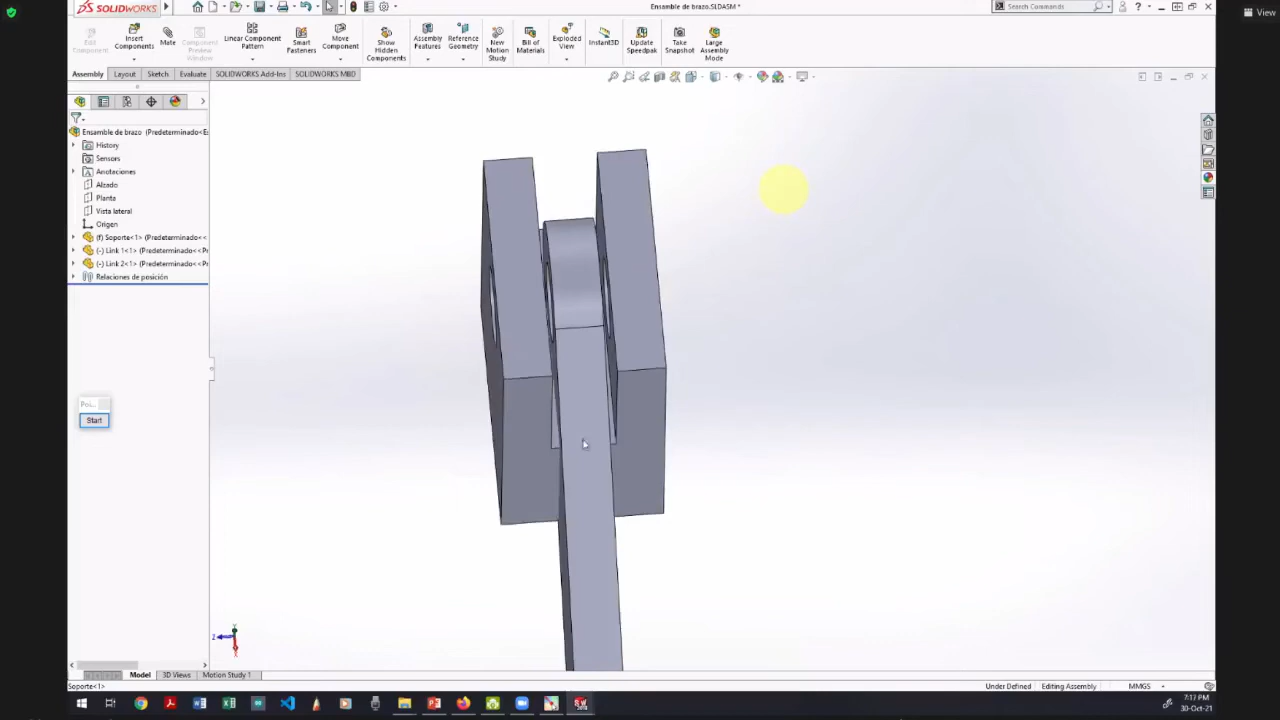 View
SOLIDWORKS
Ensamble de brazo.SLDASM *
Search Commands
Edit Component
Insert Components
Mate
Component Preview Window
Linear Component Pattern
Smart Fasteners
Move Component
Show Hidden Components
Assembly Features
Reference Geometry
New Motion Study
Bill of Materials
Exploded View
Instant3D
Update Speedpak
Take Snapshot
Large Assembly Mode
Assembly Layout Sketch Evaluate SOLIDWORKS Add-Ins SOLIDWORKS MBD
Ensamble de brazo (Predeterminado<Es
History
Sensors
Anotaciones
Alzado
Planta
Vista lateral
Origen
(f) Soporte<1> (Predeterminado<<
(-) Link 1<1> (Predeterminado<<Pr
(-) Link 2<1> (Predeterminado<<Pr
Relaciones de posición
Poi...
Start
Model 3D Views Motion Study 1
Soporte<1>
Under Defined Editing Assembly MMGS
7:17 PM
30-Oct-21